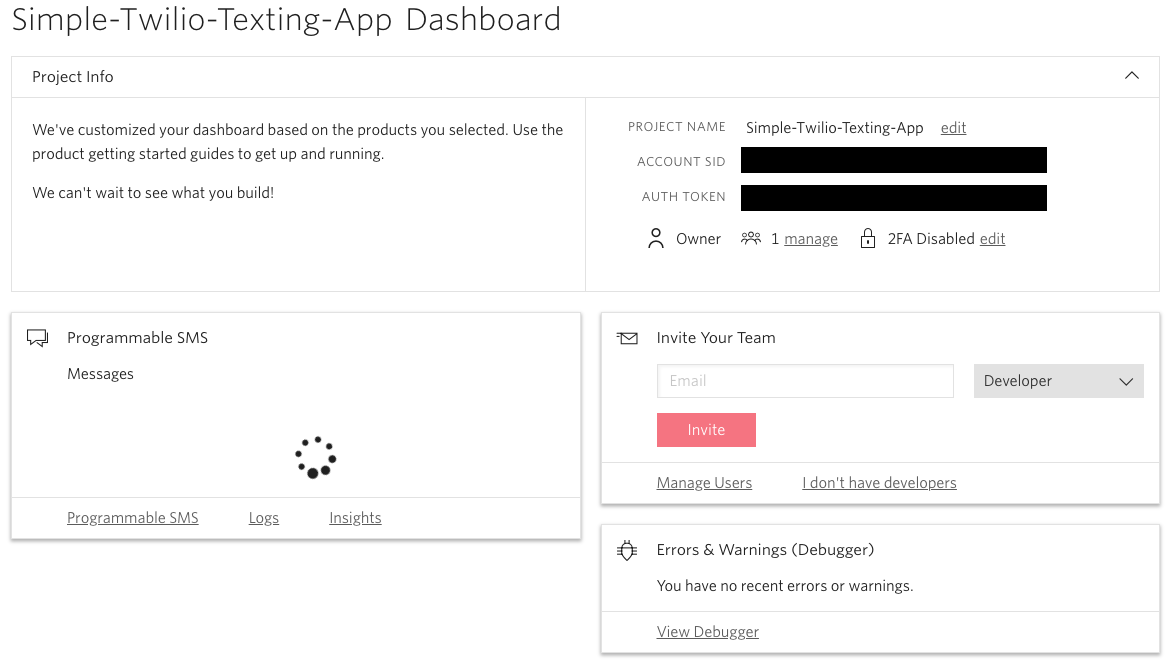 Simple-Twilio-Texting-App Dashboard
Project Info
We've customized your dashboard based on the products you selected. Use the
product getting started guides to get up and running.
We can't wait to see what you build!
PROJECT NAME Simple-Twilio-Texting-App edit
ACCOUNT SID
AUTH TOKEN
Owner 1 manage 2FA Disabled edit
Programmable SMS
Messages
Programmable SMS Logs Insights
Invite Your Team
Email Developer
Invite
Manage Users I don't have developers
Errors & Warnings (Debugger)
You have no recent errors or warnings.
View Debugger